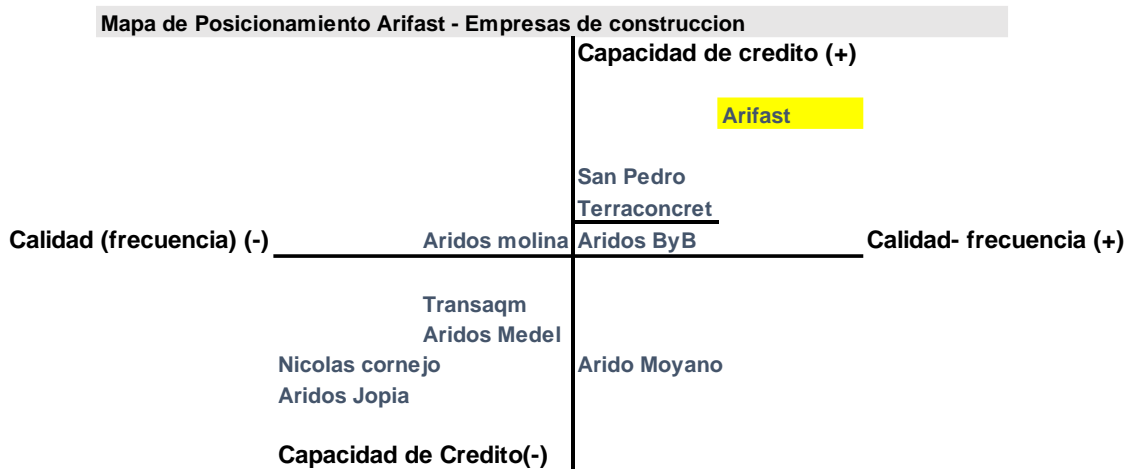 Mapa de Posicionamiento Arifast - Empresas de construccion
Capacidad de credito (+)
Arifast
San Pedro
Terraconcret
Calidad (frecuencia) (-) Aridos molina Aridos ByB Calidad- frecuencia (+)
Transaqm
Aridos Medel
Nicolas cornejo Arido Moyano
Aridos Jopia
Capacidad de Credito(-)